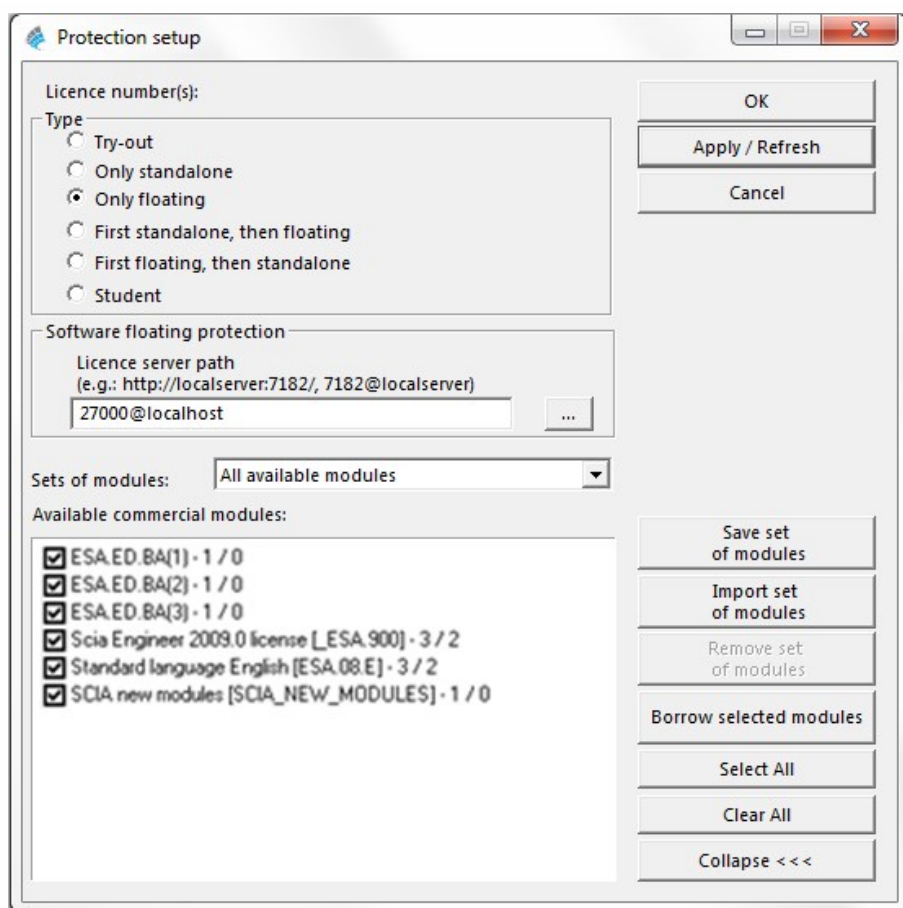 Protection setup
Licence number(s):
Type
Try-out
Only standalone
Only floating
First standalone, then floating
First floating, then standalone
Student
OK
Apply / Refresh
Cancel
Software floating protection
Licence server path
(e.g.: http://localserver:7182/, 7182@localserver)
27000@localhost
...
Sets of modules:
All available modules
Available commercial modules:
ESA.ED.BA(1) - 1 / 0
ESA.ED.BA(2) - 1 / 0
ESA.ED.BA(3) - 1 / 0
Scia Engineer 2009.0 license [_ESA.900] - 3 / 2
Standard language English [ESA.08.E] - 3 / 2
SCIA new modules [SCIA_NEW_MODULES] - 1 / 0
Save set
of modules
Import set
of modules
Remove set
of modules
Borrow selected modules
Select All
Clear All
Collapse <<<